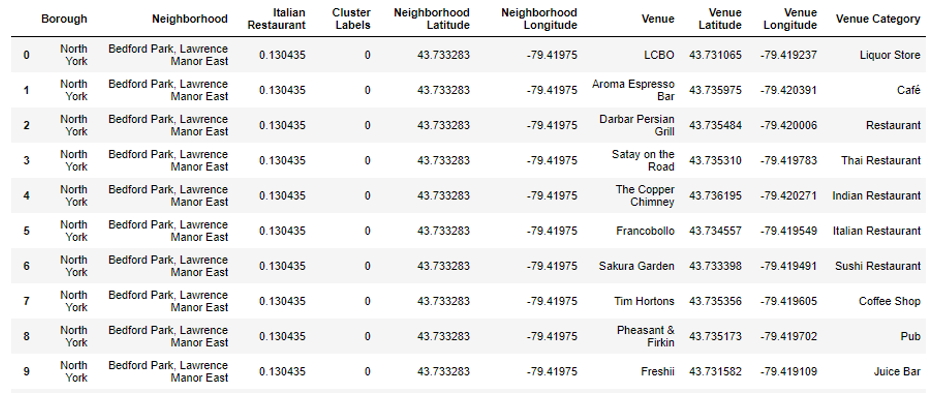 Borough Neighborhood Italian Restaurant Cluster Labels Neighborhood Latitude Neighborhood Longitude Venue Venue Latitude Venue Longitude Venue Category
0 North York Bedford Park, Lawrence Manor East 0.130435 0 43.733283 -79.41975 LCBO 43.731065 -79.419237 Liquor Store
1 North York Bedford Park, Lawrence Manor East 0.130435 0 43.733283 -79.41975 Aroma Espresso Bar 43.735975 -79.420391 Café
2 North York Bedford Park, Lawrence Manor East 0.130435 0 43.733283 -79.41975 Darbar Persian Grill 43.735484 -79.420006 Restaurant
3 North York Bedford Park, Lawrence Manor East 0.130435 0 43.733283 -79.41975 Satay on the Road 43.735310 -79.419783 Thai Restaurant
4 North York Bedford Park, Lawrence Manor East 0.130435 0 43.733283 -79.41975 The Copper Chimney 43.736195 -79.420271 Indian Restaurant
5 North York Bedford Park, Lawrence Manor East 0.130435 0 43.733283 -79.41975 Francobollo 43.734557 -79.419549 Italian Restaurant
6 North York Bedford Park, Lawrence Manor East 0.130435 0 43.733283 -79.41975 Sakura Garden 43.733398 -79.419491 Sushi Restaurant
7 North York Bedford Park, Lawrence Manor East 0.130435 0 43.733283 -79.41975 Tim Hortons 43.735356 -79.419605 Coffee Shop
8 North York Bedford Park, Lawrence Manor East 0.130435 0 43.733283 -79.41975 Pheasant & Firkin 43.735173 -79.419702 Pub
9 North York Bedford Park, Lawrence Manor East 0.130435 0 43.733283 -79.41975 Freshii 43.731582 -79.419109 Juice Bar